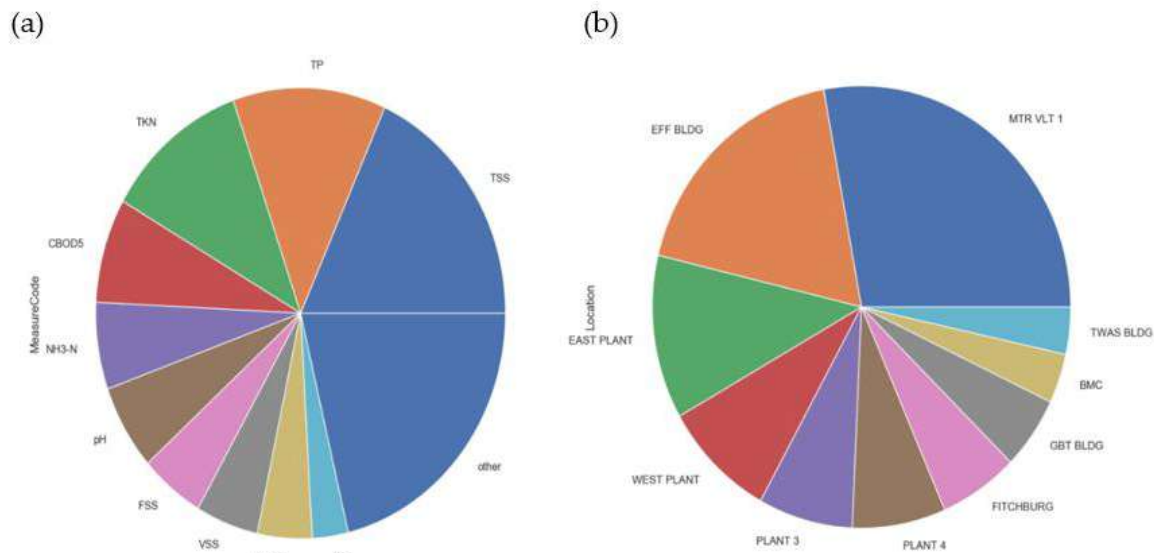 (a)
(b)
TP
TKN
TSS
CBOD5
MeasureCode
NH3-N
pH
FSS
VSS
other
MTR VLT 1
EFF BLDG
Location
EAST PLANT
TWAS BLDG
BMC
GBT BLDG
WEST PLANT
FITCHBURG
PLANT 3
PLANT 4